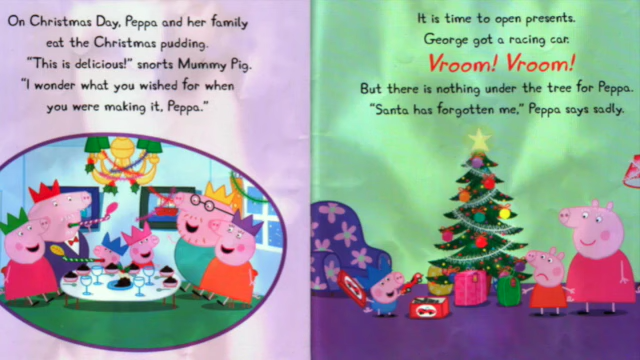 On Christmas Day, Peppa and her family
eat the Christmas pudding.
"This is delicious!" snorts Mummy Pig.
"I wonder what you wished for when
you were making it, Peppa."
It is time to open presents.
George got a racing car.
Vroom! Vroom!
But there is nothing under the tree for Peppa.
"Santa has forgotten me," Peppa says sadly.